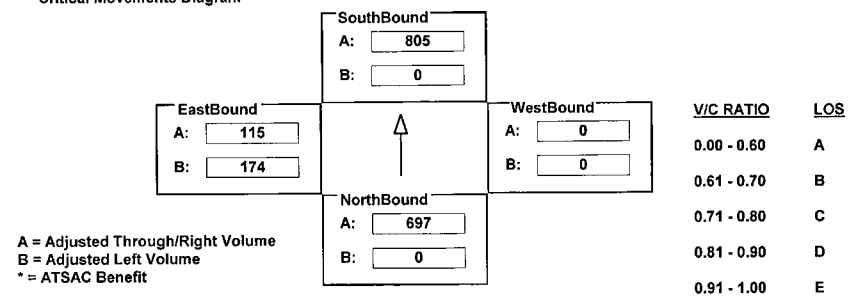 Critical Movements Diagram
SouthBound
A: 805
B: 0
EastBound
A: 115
B: 174
WestBound
A: 0
B: 0
NorthBound
A: 697
B: 0
A = Adjusted Through/Right Volume
B = Adjusted Left Volume
* = ATSAC Benefit
V/C RATIO LOS
0.00 - 0.60 A
0.61 - 0.70 B
0.71 - 0.80 C
0.81 - 0.90 D
0.91 - 1.00 E